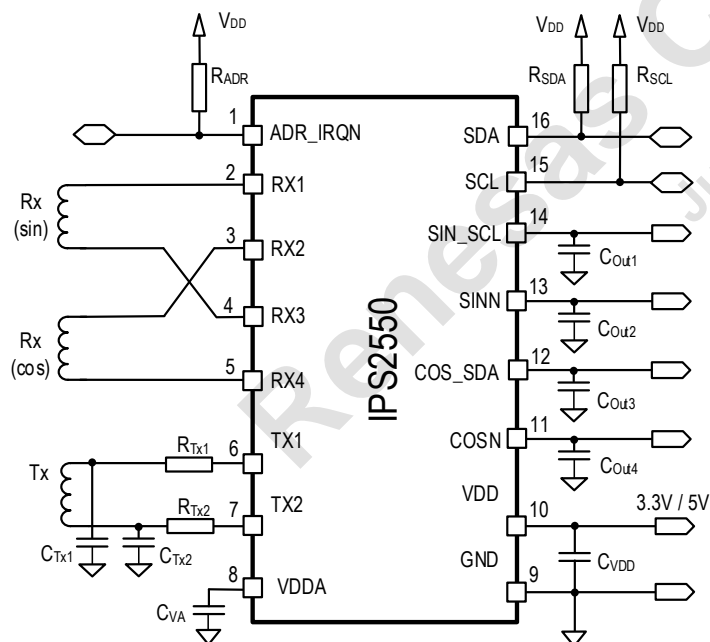 VDD
VDD
VDD
RADR
RSDA
RSCL
1
ADR_IRQN
SDA
16
2
RX1
SCL
15
Rx
(sin)
3
RX2
SIN_SCL
14
COut1
4
RX3
SINN
13
COut2
Rx
(cos)
5
RX4
COS_SDA
12
COut3
IPS2550
TX1
6
RTx1
COSN
11
COut4
Tx
TX2
7
RTx2
VDD
10
3.3V / 5V
CTx1
CTx2
CVDD
8
VDDA
GND
9
CVA
Renesas C
Ju